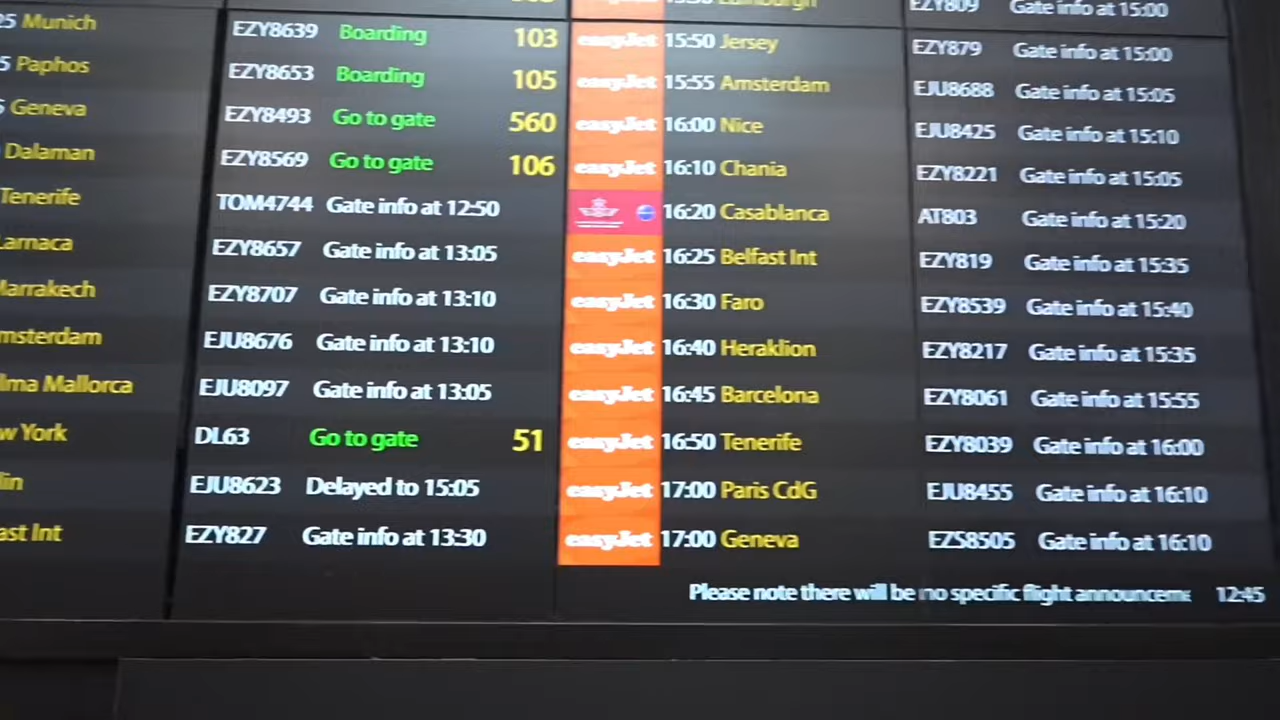 25 Munich EZY8639 Boarding 103
5 Paphos EZY8653 Boarding 105
5 Geneva EZY8493 Go to gate 560
Dalaman EZY8569 Go to gate 106
Tenerife TOM4744 Gate info at 12:50
Larnaca EZY8657 Gate info at 13:05
Marrakech EZY8707 Gate info at 13:10
msterdam EJU8676 Gate info at 13:10
lma Mallorca EJU8097 Gate info at 13:05
w York DL63 Go to gate 51
lin EJU8623 Delayed to 15:05
ast Int EZY827 Gate info at 13:30
15:50 Edinburgh EZY809 Gate info at 15:00
easyJet 15:50 Jersey EZY879 Gate info at 15:00
easyJet 15:55 Amsterdam EJU8688 Gate info at 15:05
easyJet 16:00 Nice EJU8425 Gate info at 15:10
easyJet 16:10 Chania EZY8221 Gate info at 15:05
16:20 Casablanca AT803 Gate info at 15:20
easyJet 16:25 Belfast Int EZY819 Gate info at 15:35
easyJet 16:30 Faro EZY8539 Gate info at 15:40
easyJet 16:40 Heraklion EZY8217 Gate info at 15:35
easyJet 16:45 Barcelona EZY8061 Gate info at 15:55
easyJet 16:50 Tenerife EZY8039 Gate info at 16:00
easyJet 17:00 Paris CdG EJU8455 Gate info at 16:10
easyJet 17:00 Geneva EZS8505 Gate info at 16:10
Please note there will be no specific flight announceme 12:45